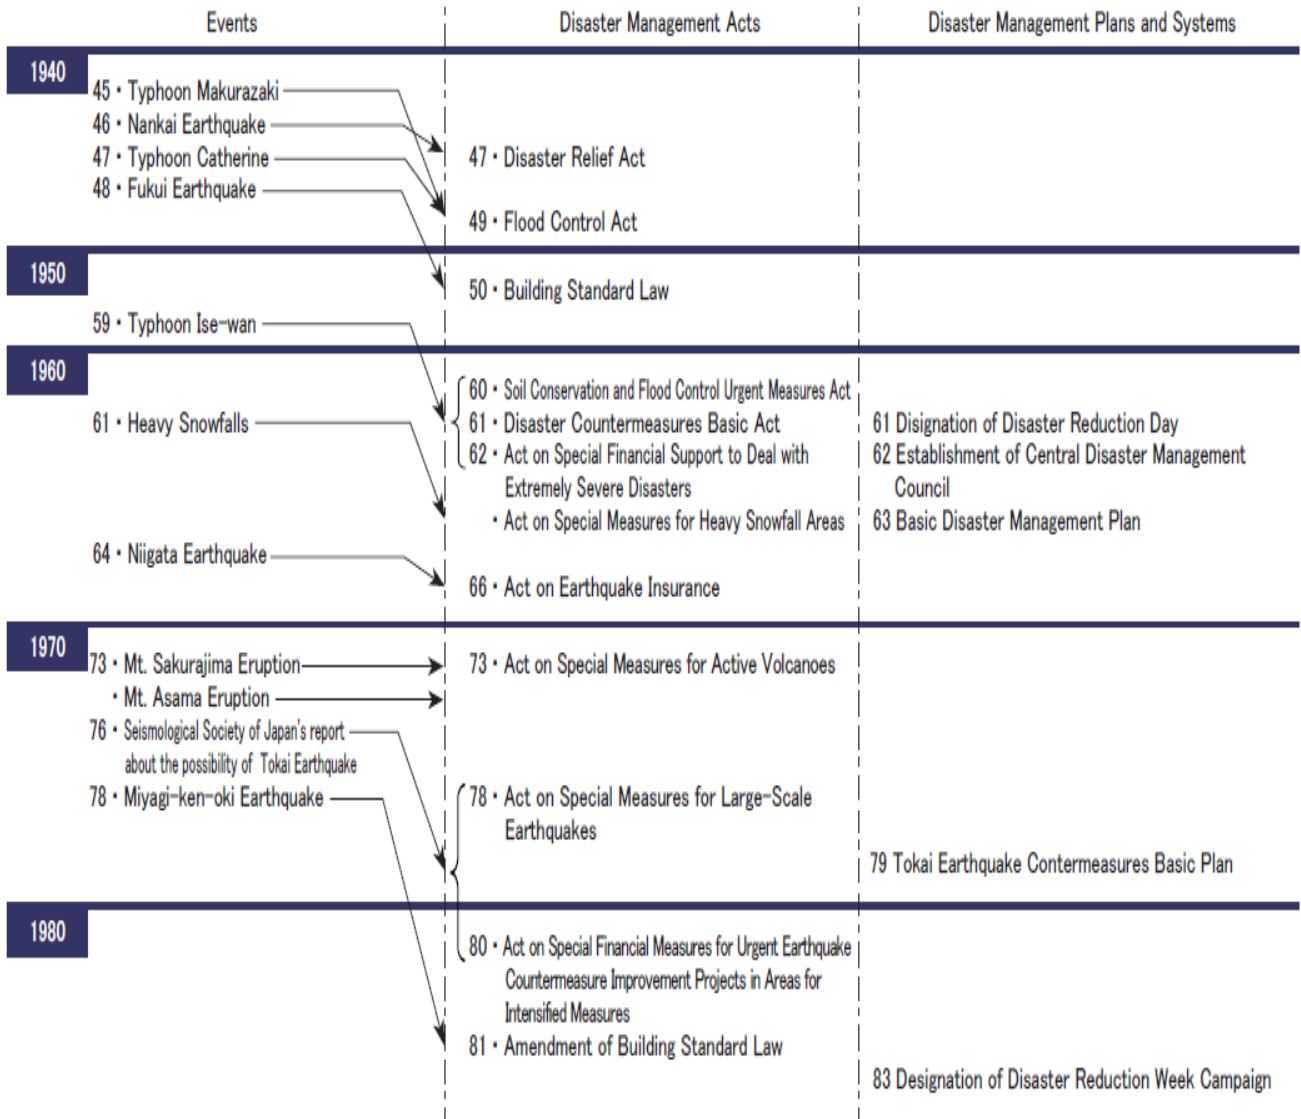 Events
Disaster Management Acts
Disaster Management Plans and Systems
1940
45・Typhoon Makurazaki
46・Nankai Earthquake
47・Typhoon Catherine
48・Fukui Earthquake
47・Disaster Relief Act
49・Flood Control Act
1950
50・Building Standard Law
59・Typhoon Ise-wan
1960
60・Soil Conservation and Flood Control Urgent Measures Act
61・Heavy Snowfalls
61・Disaster Countermeasures Basic Act
61 Disignation of Disaster Reduction Day
62・Act on Special Financial Support to Deal with
Extremely Severe Disasters
62 Establishment of Central Disaster Management
Council
・Act on Special Measures for Heavy Snowfall Areas
63 Basic Disaster Management Plan
64・Niigata Earthquake
66・Act on Earthquake Insurance
1970
73・Mt. Sakurajima Eruption
・Mt. Asama Eruption
73・Act on Special Measures for Active Volcanoes
76・Seismological Society of Japan's report
about the possibility of Tokai Earthquake
78・Miyagi-ken-oki Earthquake
78・Act on Special Measures for Large-Scale
Earthquakes
79 Tokai Earthquake Contermeasures Basic Plan
1980
80・Act on Special Financial Measures for Urgent Earthquake
Countermeasure Improvement Projects in Areas for
Intensified Measures
81・Amendment of Building Standard Law
83 Designation of Disaster Reduction Week Campaign